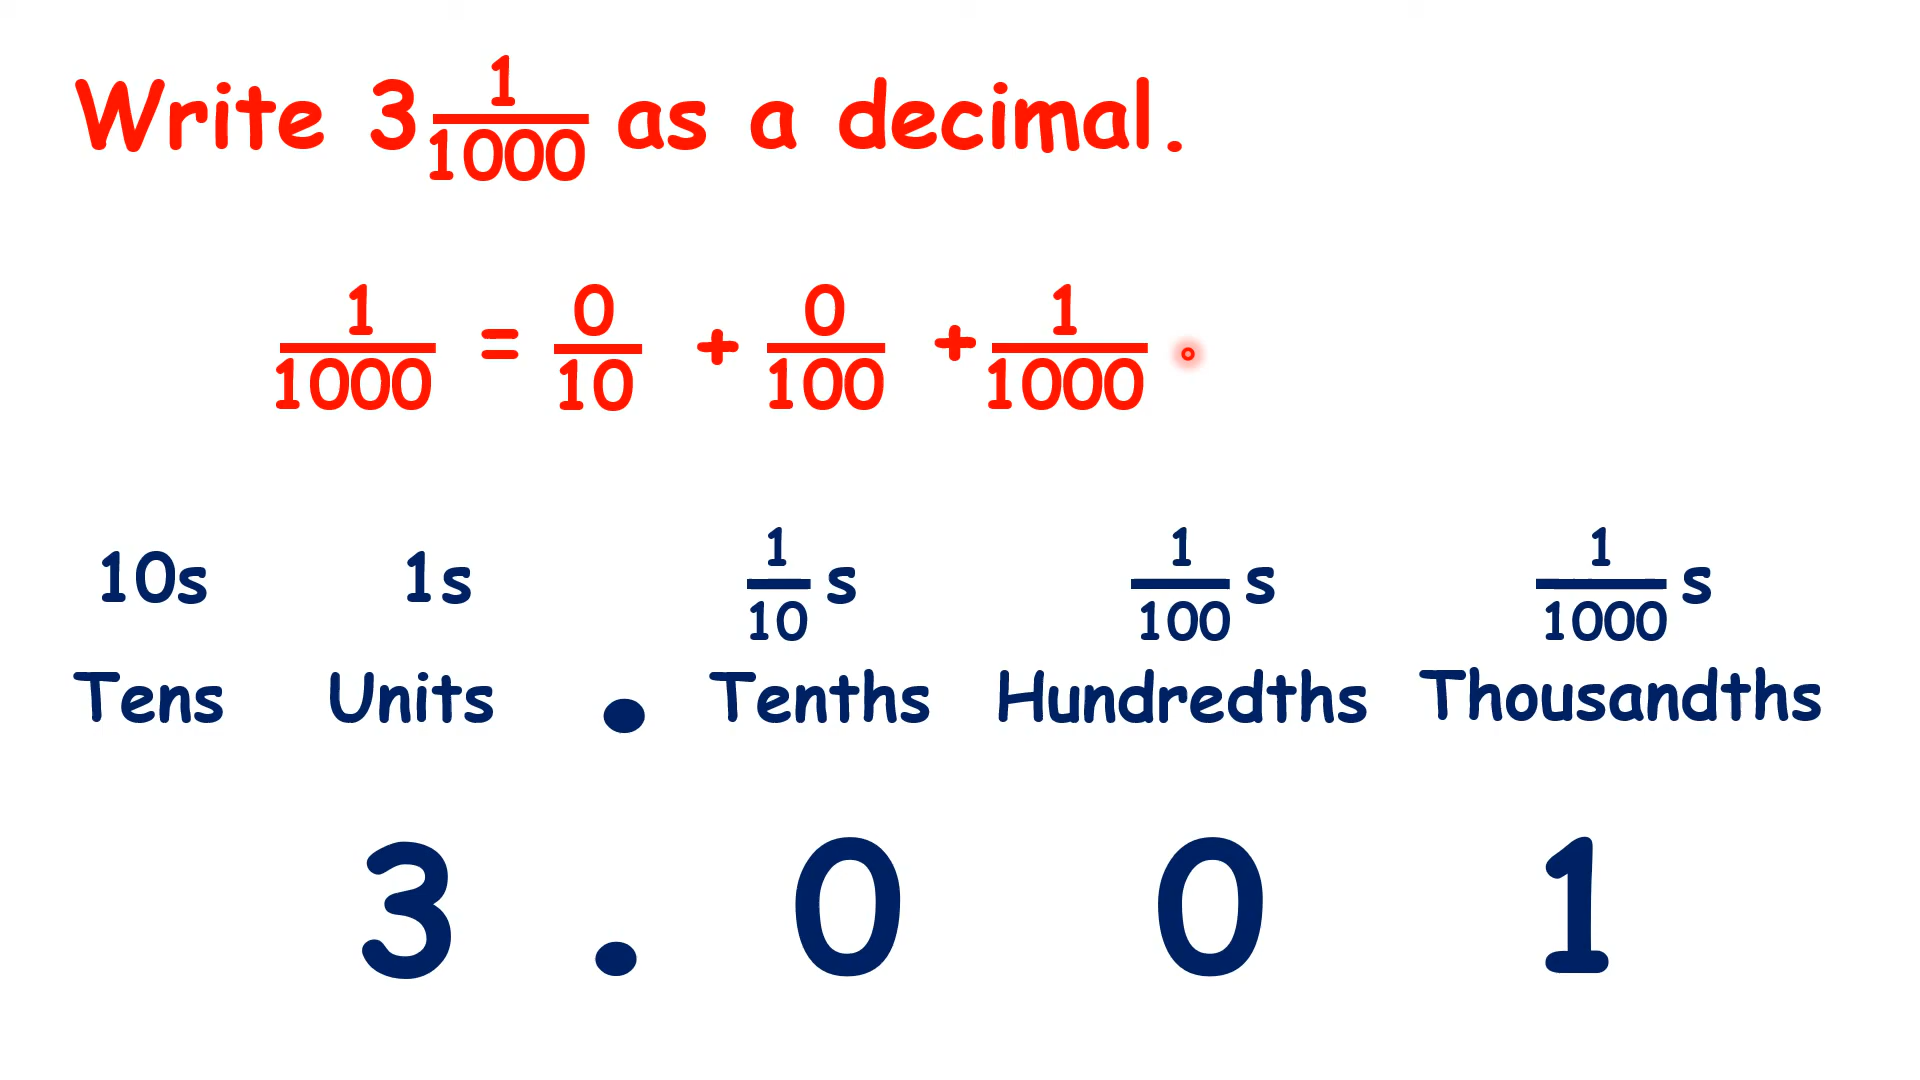 Write 3 1/1000 as a decimal.
1/1000 = 0/10 + 0/100 + 1/1000
10s 1s 1/10 s 1/100 s 1/1000 s
Tens Units . Tenths Hundredths Thousandths
3 . 0 0 1